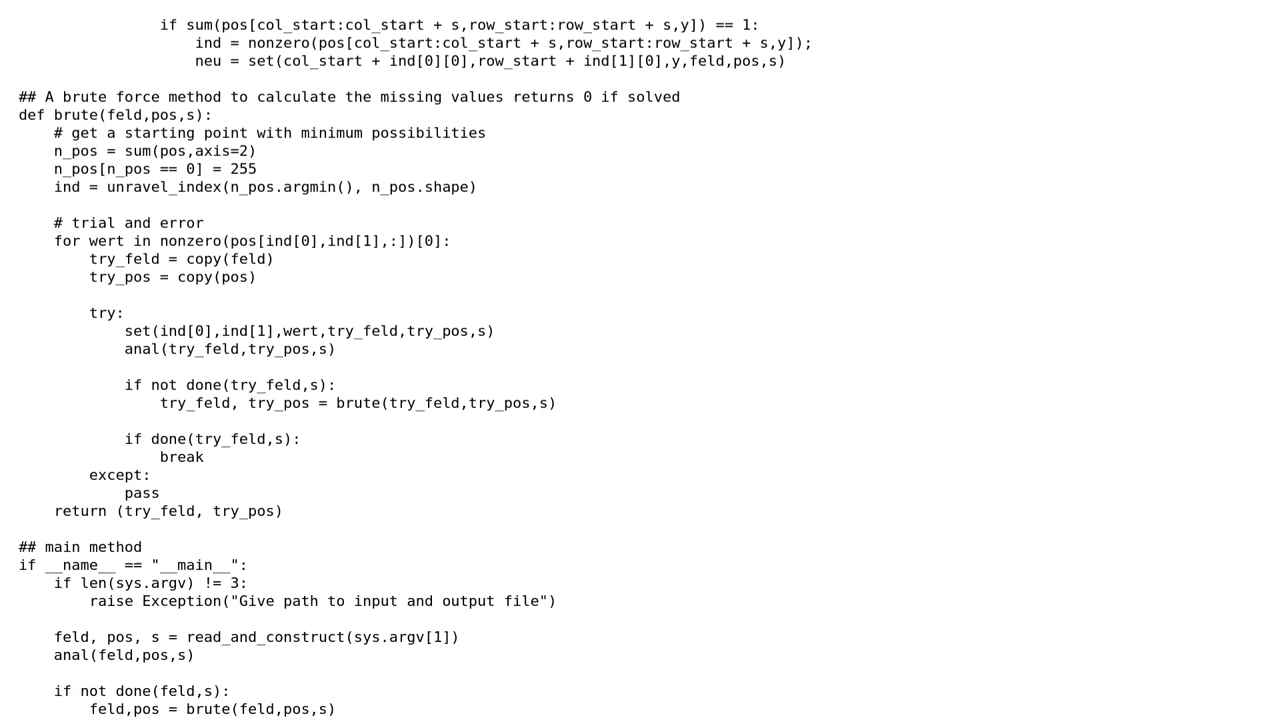 if sum(pos[col_start:col_start + s,row_start:row_start + s,y]) == 1:
                    ind = nonzero(pos[col_start:col_start + s,row_start:row_start + s,y]);
                    neu = set(col_start + ind[0][0],row_start + ind[1][0],y,feld,pos,s)

## A brute force method to calculate the missing values returns 0 if solved
def brute(feld,pos,s):
    # get a starting point with minimum possibilities
    n_pos = sum(pos,axis=2)
    n_pos[n_pos == 0] = 255
    ind = unravel_index(n_pos.argmin(), n_pos.shape)

    # trial and error
    for wert in nonzero(pos[ind[0],ind[1],:])[0]:
        try_feld = copy(feld)
        try_pos = copy(pos)

        try:
            set(ind[0],ind[1],wert,try_feld,try_pos,s)
            anal(try_feld,try_pos,s)

            if not done(try_feld,s):
                try_feld, try_pos = brute(try_feld,try_pos,s)

            if done(try_feld,s):
                break
        except:
            pass
    return (try_feld, try_pos)

## main method
if __name__ == "__main__":
    if len(sys.argv) != 3:
        raise Exception("Give path to input and output file")

    feld, pos, s = read_and_construct(sys.argv[1])
    anal(feld,pos,s)

    if not done(feld,s):
        feld,pos = brute(feld,pos,s)